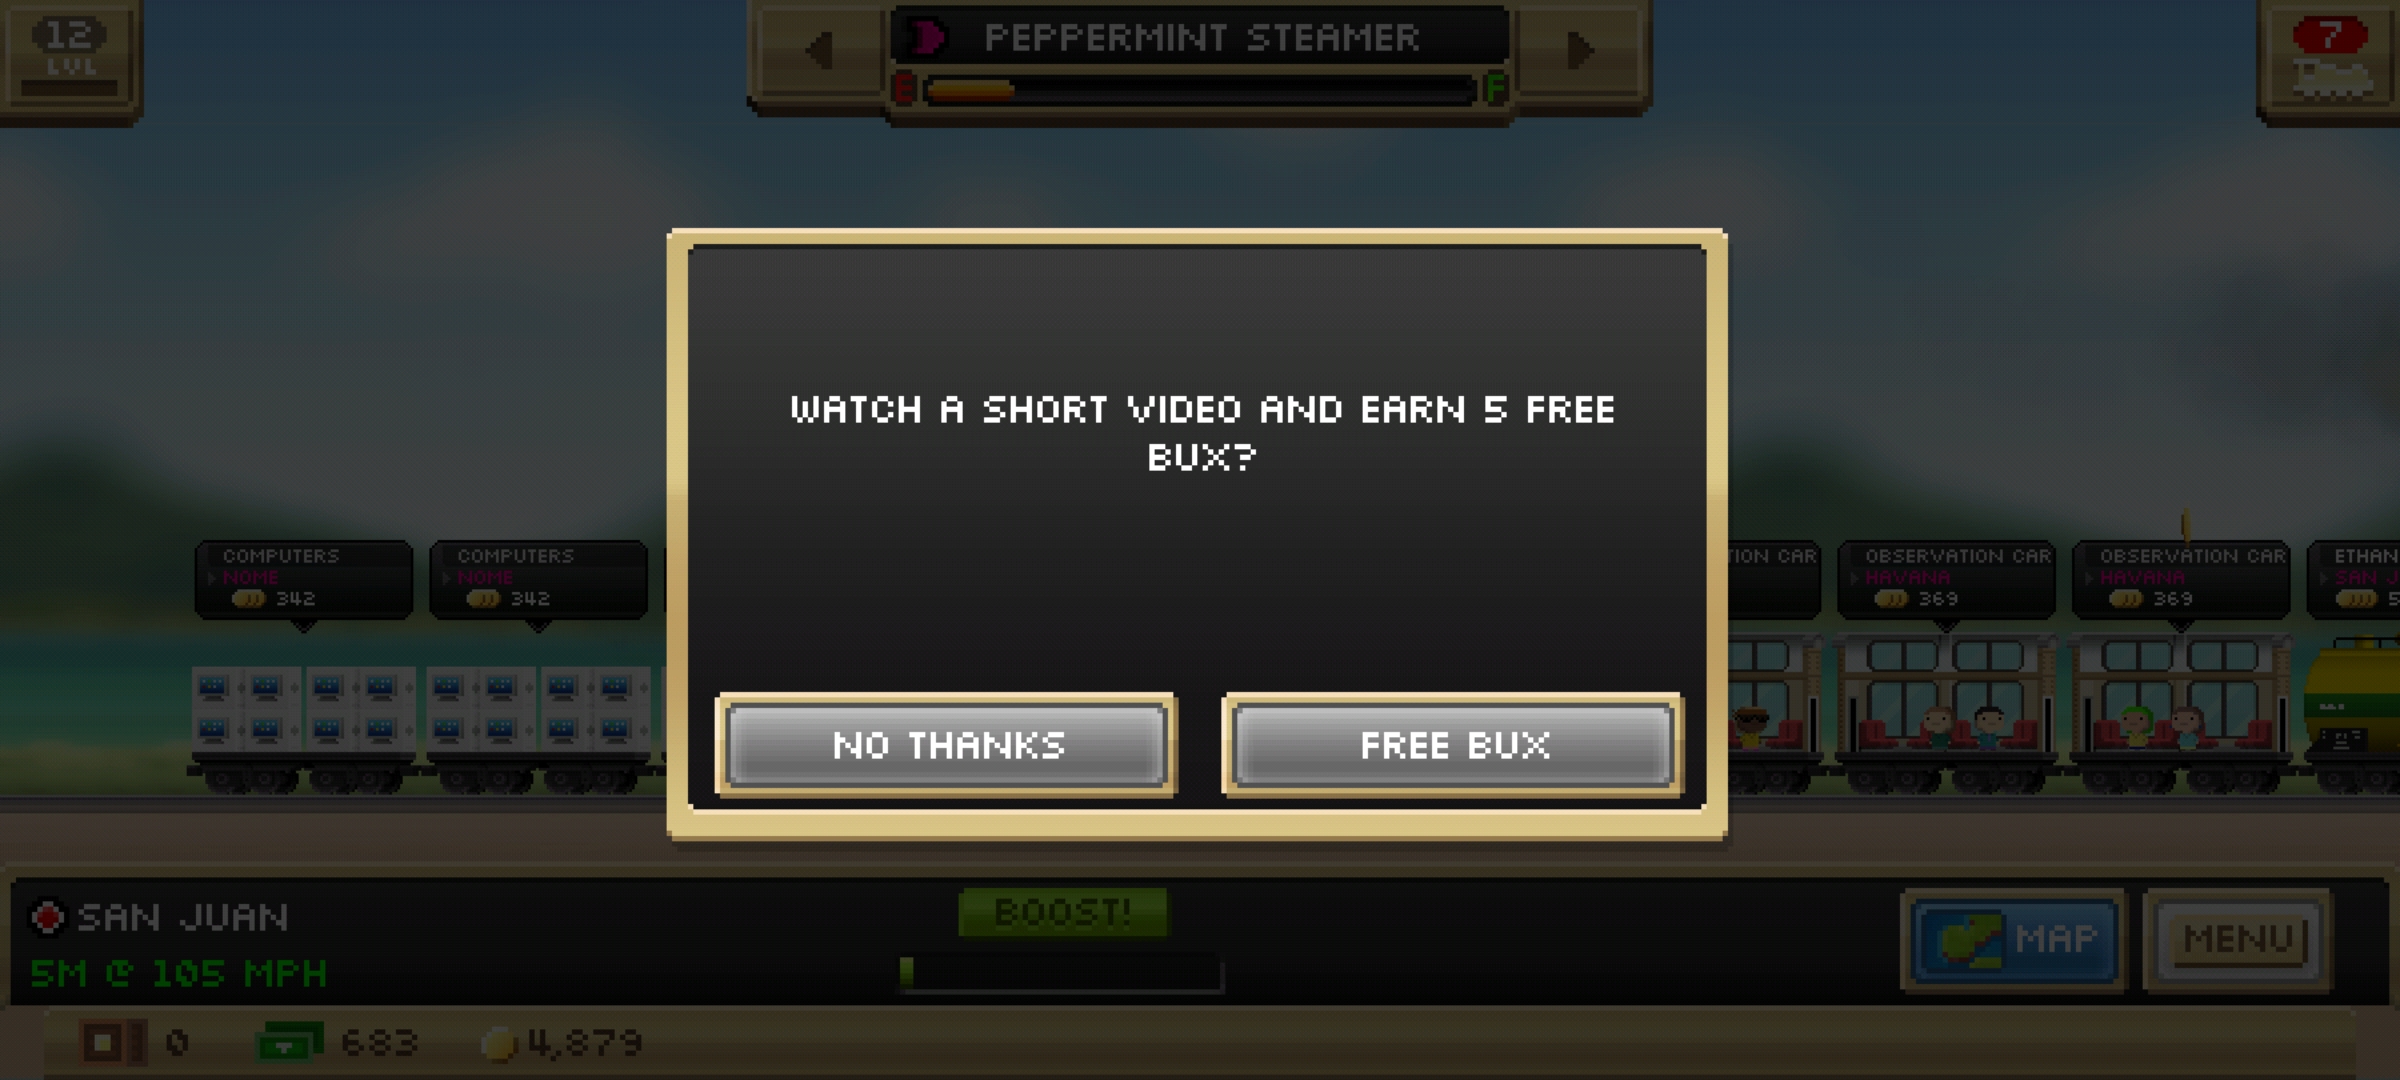 12
LVL
PEPPERMINT STEAMER
E
F
7
WATCH A SHORT VIDEO AND EARN 5 FREE
BUX?
NO THANKS
FREE BUX
COMPUTERS
NOME
342
COMPUTERS
NOME
342
TION CAR
OBSERVATION CAR
HAVANA
369
OBSERVATION CAR
HAVANA
369
ETHAN
SAN J
5
SAN JUAN
5M @ 105 MPH
BOOST!
MAP
MENU
0
683
4,879